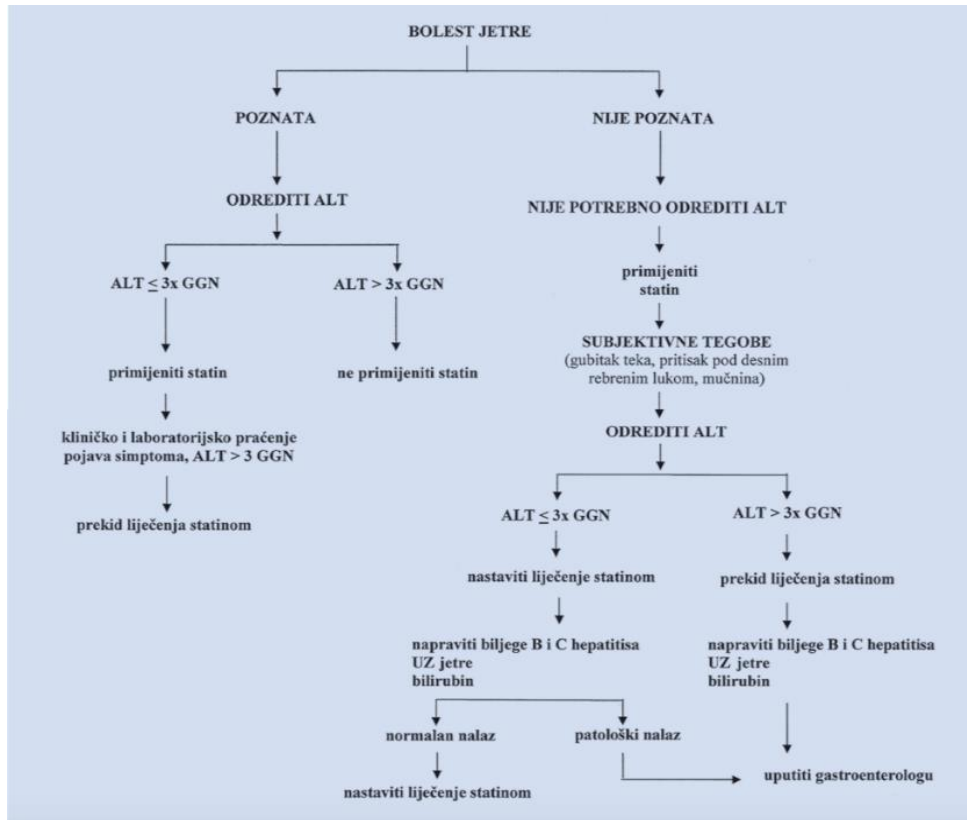 BOLEST JETRE
POZNATA
NIJE POZNATA
ODREDITI ALT
NIJE POTREBNO ODREDITI ALT
ALT ≤ 3x GGN
ALT > 3x GGN
primijeniti
statin
SUBJEKTIVNE TEGOBE
(gubitak teka, pritisak pod desnim
rebrenim lukom, mučnina)
primijeniti statin
ne primijeniti statin
kliničko i laboratorijsko praćenje
pojava simptoma, ALT > 3 GGN
ODREDITI ALT
prekid liječenja statinom
ALT ≤ 3x GGN
ALT > 3x GGN
nastaviti liječenje statinom
prekid liječenja statinom
napraviti biljege B i C hepatitisa
UZ jetre
bilirubin
napraviti biljege B i C hepatitisa
UZ jetre
bilirubin
normalan nalaz
patološki nalaz
uputiti gastroenterologu
nastaviti liječenje statinom